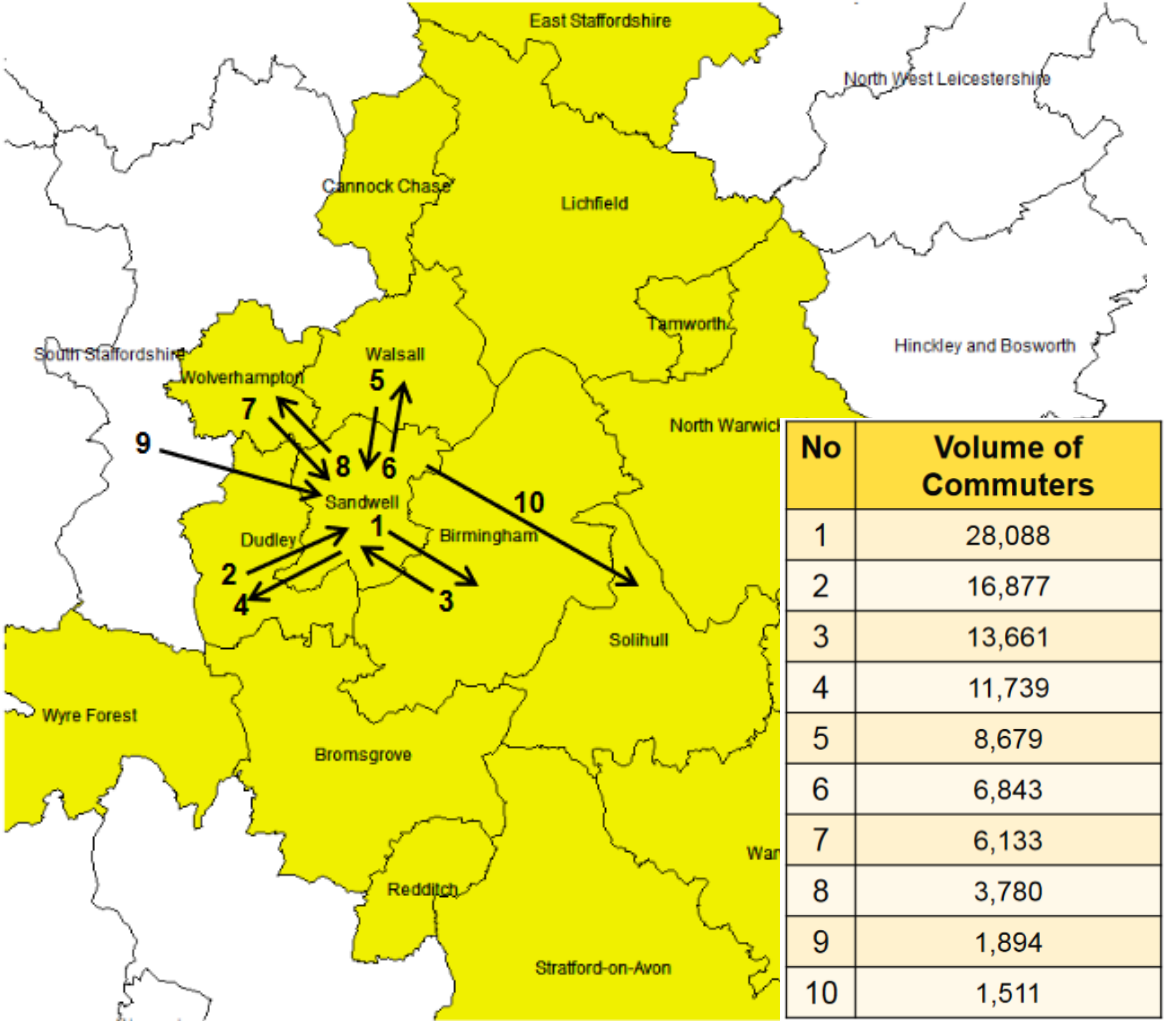 East Staffordshire
North West Leicestershire
Cannock Chase
Lichfield
Tamworth
South Staffordshire
Walsall
Hinckley and Bosworth
Wolverhampton
5
7
North Warwick
9
8
6
Sandwell
10
1
Dudley
Birmingham
2
4
3
Solihull
Wyre Forest
Bromsgrove
War
Redditch
Stratford-on-Avon
No Volume of
Commuters
1 28,088
2 16,877
3 13,661
4 11,739
5 8,679
6 6,843
7 6,133
8 3,780
9 1,894
10 1,511